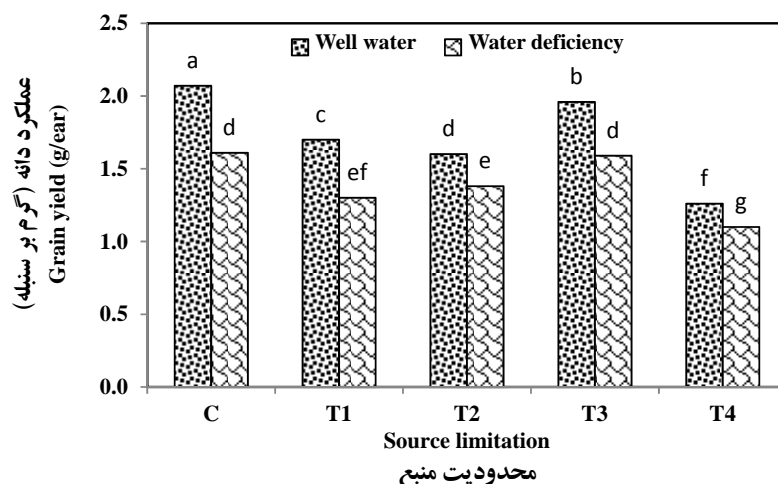 عملکرد دانه (گرم بر سنبله)
Grain yield (g/ear)
2.5
2.0
1.5
1.0
0.5
0.0
Well water
Water deficiency
a
d
c
ef
d
e
b
d
f
g
C
T1
T2
T3
T4
Source limitation
محدودیت منبع